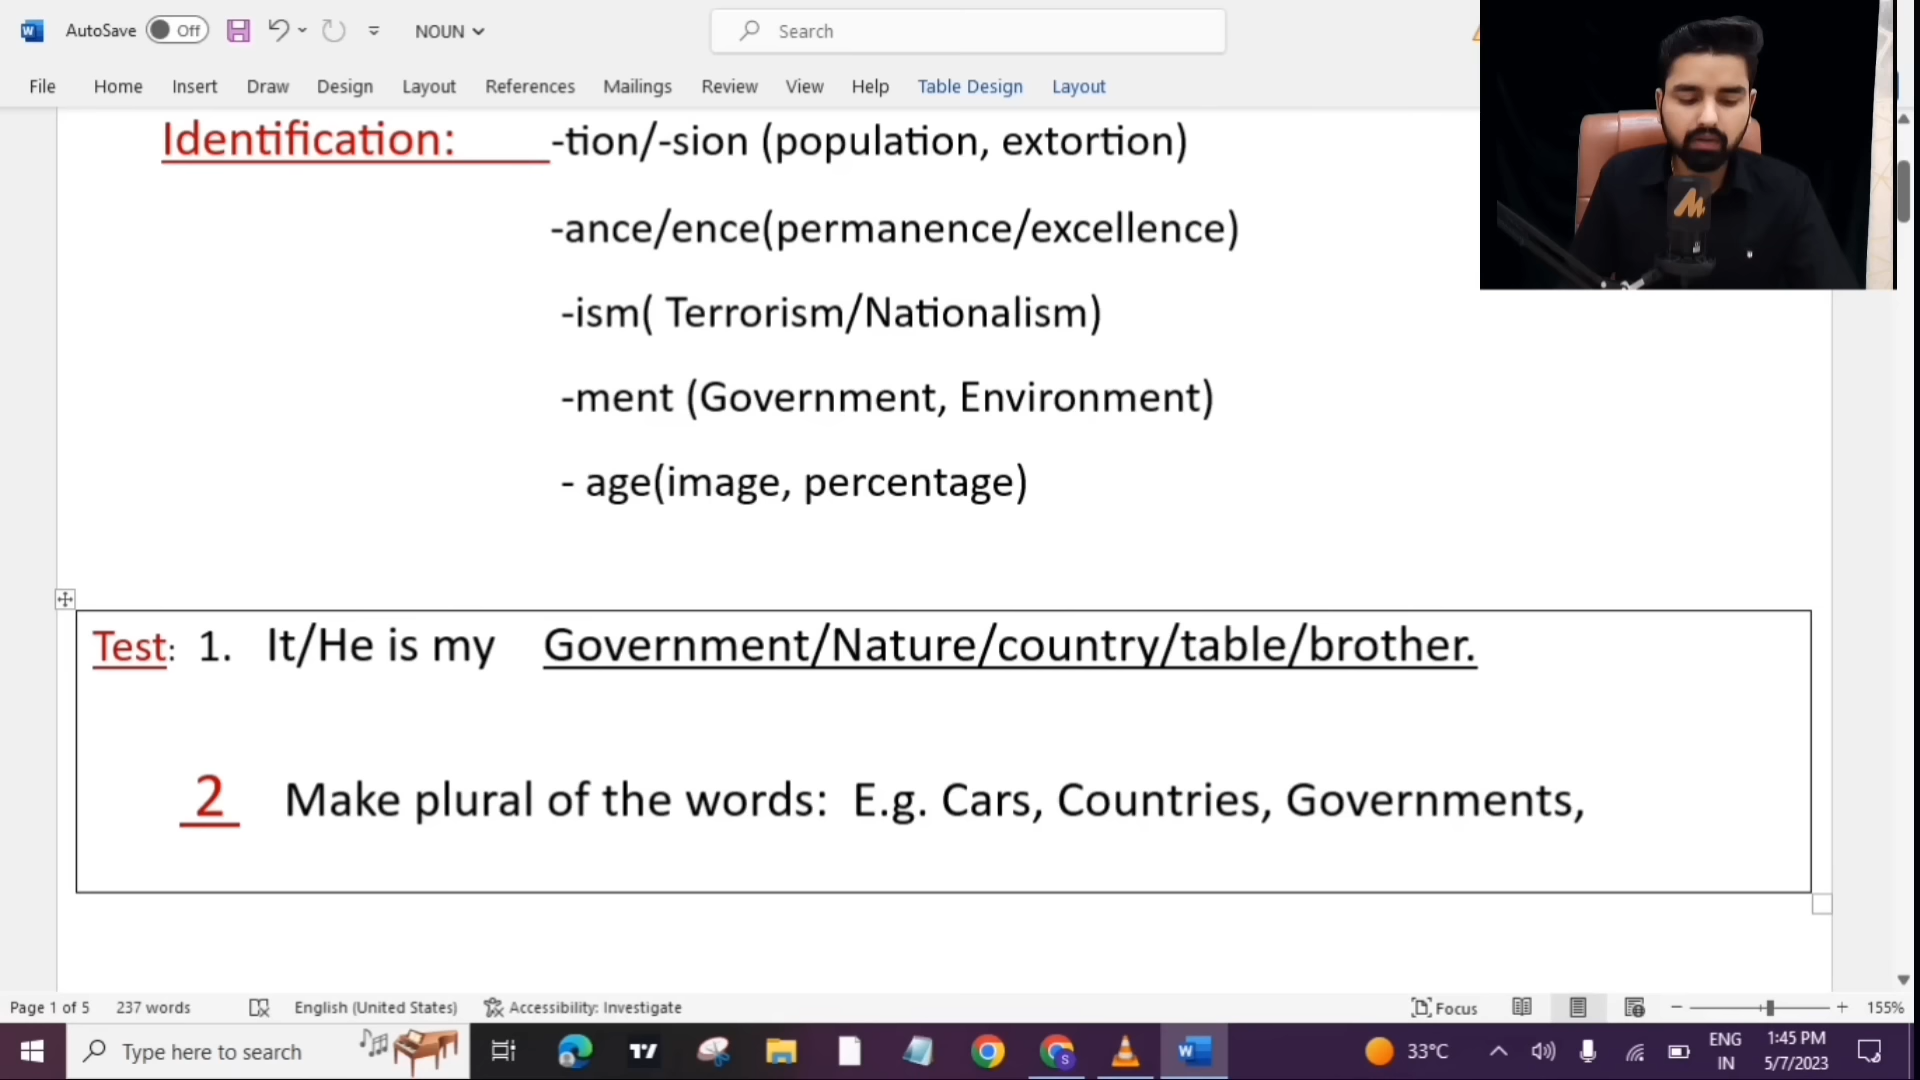 AutoSave Off NOUN Search
File Home Insert Draw Design Layout References Mailings Review View Help Table Design Layout
Identification: -tion/-sion (population, extortion)
-ance/ence(permanence/excellence)
-ism( Terrorism/Nationalism)
-ment (Government, Environment)
- age(image, percentage)
Test: 1. It/He is my Government/Nature/country/table/brother.
2 Make plural of the words: E.g. Cars, Countries, Governments,
Page 1 of 5 237 words English (United States) Accessibility: Investigate Focus 155%
Type here to search 33°C ENG 1:45 PM
IN 5/7/2023